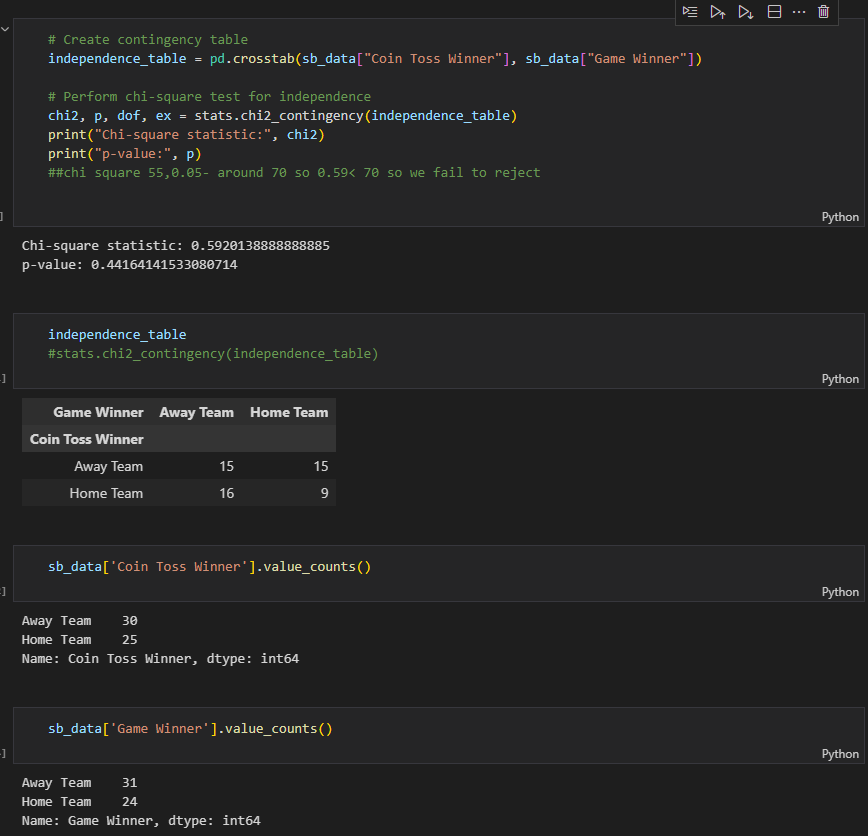 # Create contingency table
independence_table = pd.crosstab(sb_data["Coin Toss Winner"], sb_data["Game Winner"])
# Perform chi-square test for independence
chi2, p, dof, ex = stats.chi2_contingency(independence_table)
print("Chi-square statistic:", chi2)
print("p-value:", p)
##chi square 55,0.05- around 70 so 0.59< 70 so we fail to reject
]
Python
Chi-square statistic: 0.5920138888888885
p-value: 0.44164141533080714
independence_table
#stats.chi2_contingency(independence_table)
]
Python
Game Winner Away Team Home Team
Coin Toss Winner
Away Team 15 15
Home Team 16 9
sb_data['Coin Toss Winner'].value_counts()
]
Python
Away Team 30
Home Team 25
Name: Coin Toss Winner, dtype: int64
sb_data['Game Winner'].value_counts()
]
Python
Away Team 31
Home Team 24
Name: Game Winner, dtype: int64